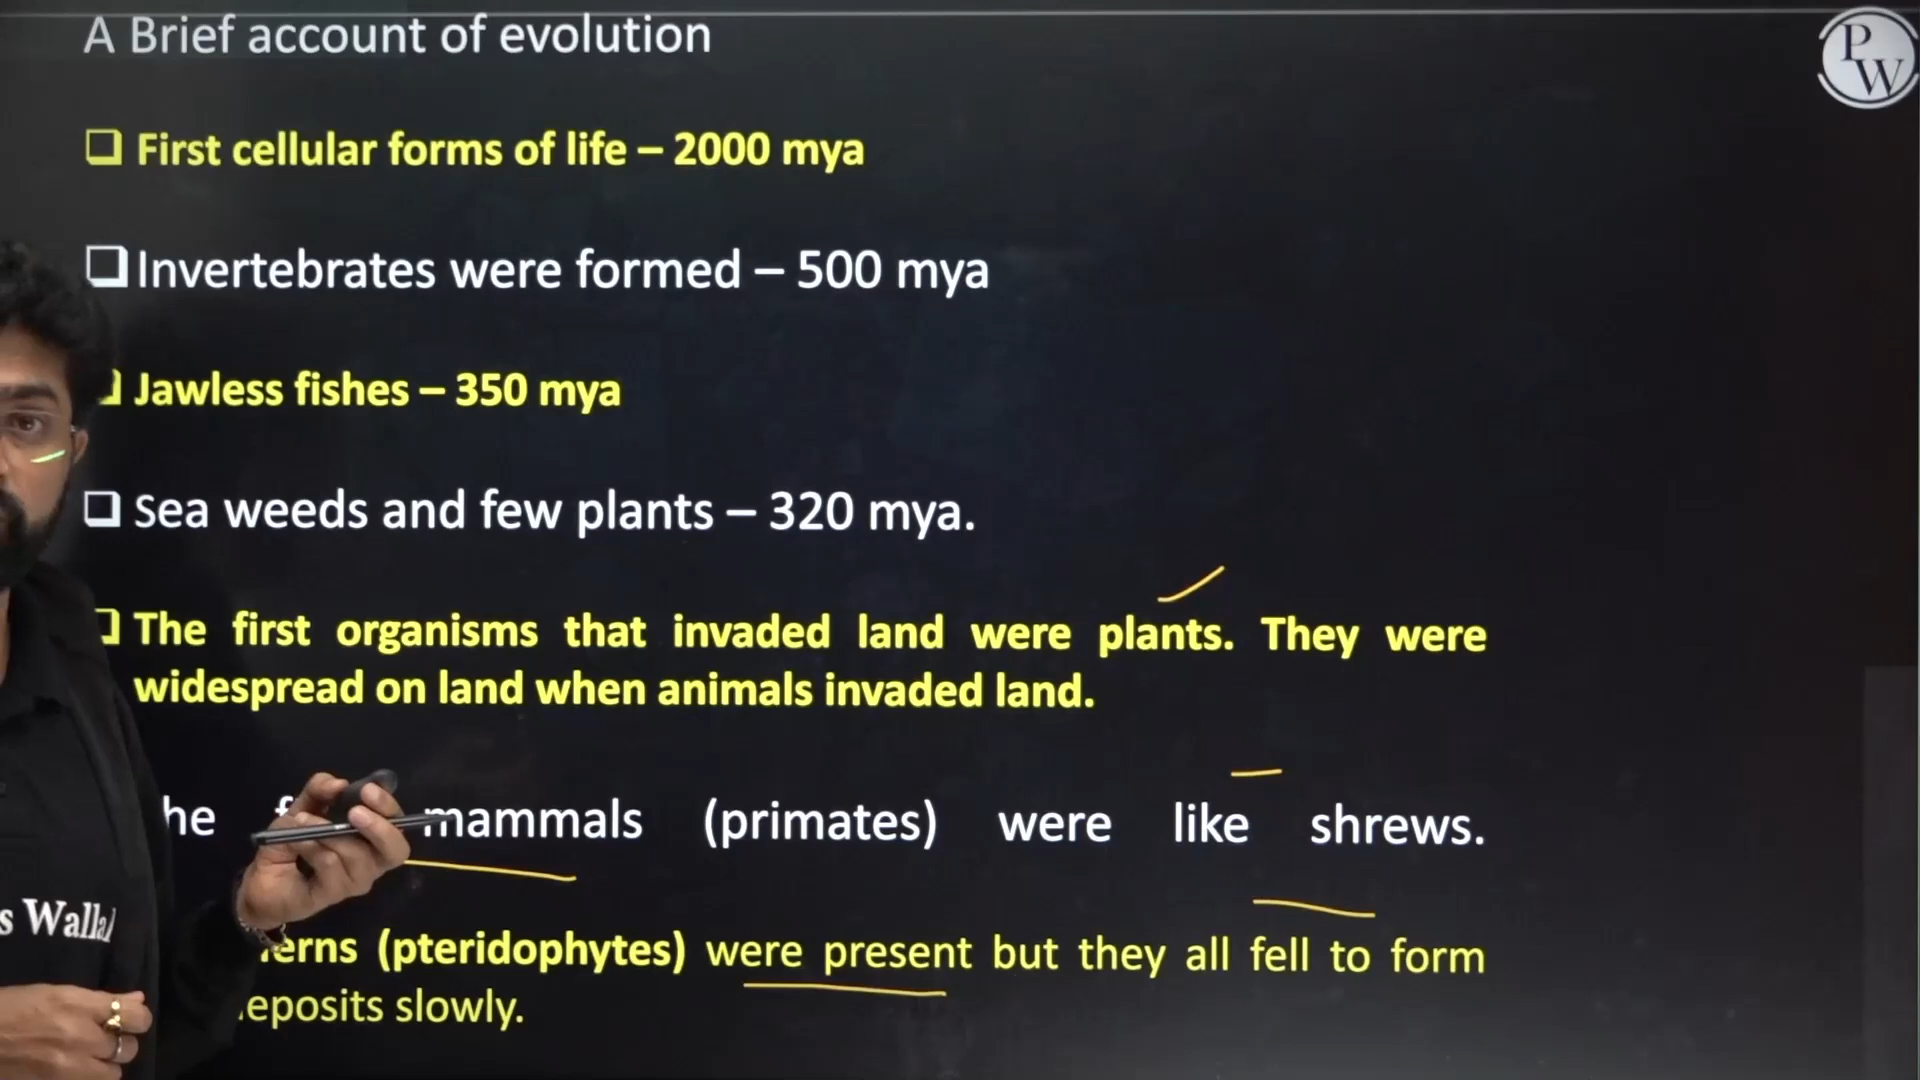 A Brief account of evolution
PW
First cellular forms of life – 2000 mya
Invertebrates were formed – 500 mya
Jawless fishes – 350 mya
Sea weeds and few plants – 320 mya.
The first organisms that invaded land were plants. They were
widespread on land when animals invaded land.
he mammals (primates) were like shrews.
s Walla
erns (pteridophytes) were present but they all fell to form
eposits slowly.